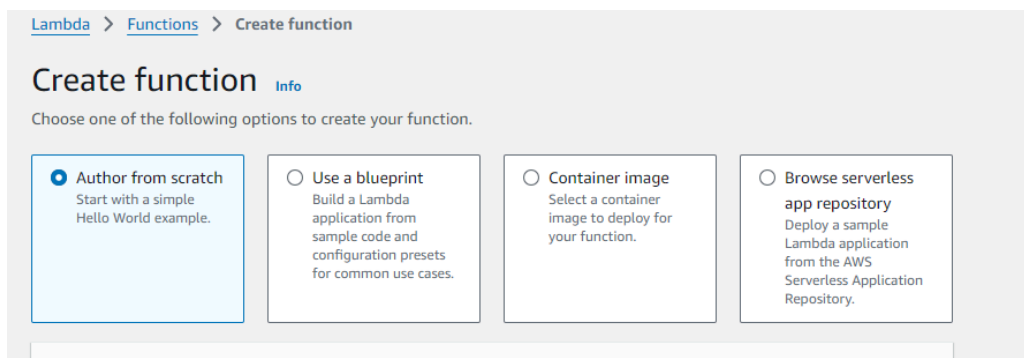 Lambda > Functions > Create function
Create function Info
Choose one of the following options to create your function.
Author from scratch
Start with a simple
Hello World example.
Use a blueprint
Build a Lambda
application from
sample code and
configuration presets
for common use cases.
Container image
Select a container
image to deploy for
your function.
Browse serverless
app repository
Deploy a sample
Lambda application
from the AWS
Serverless Application
Repository.